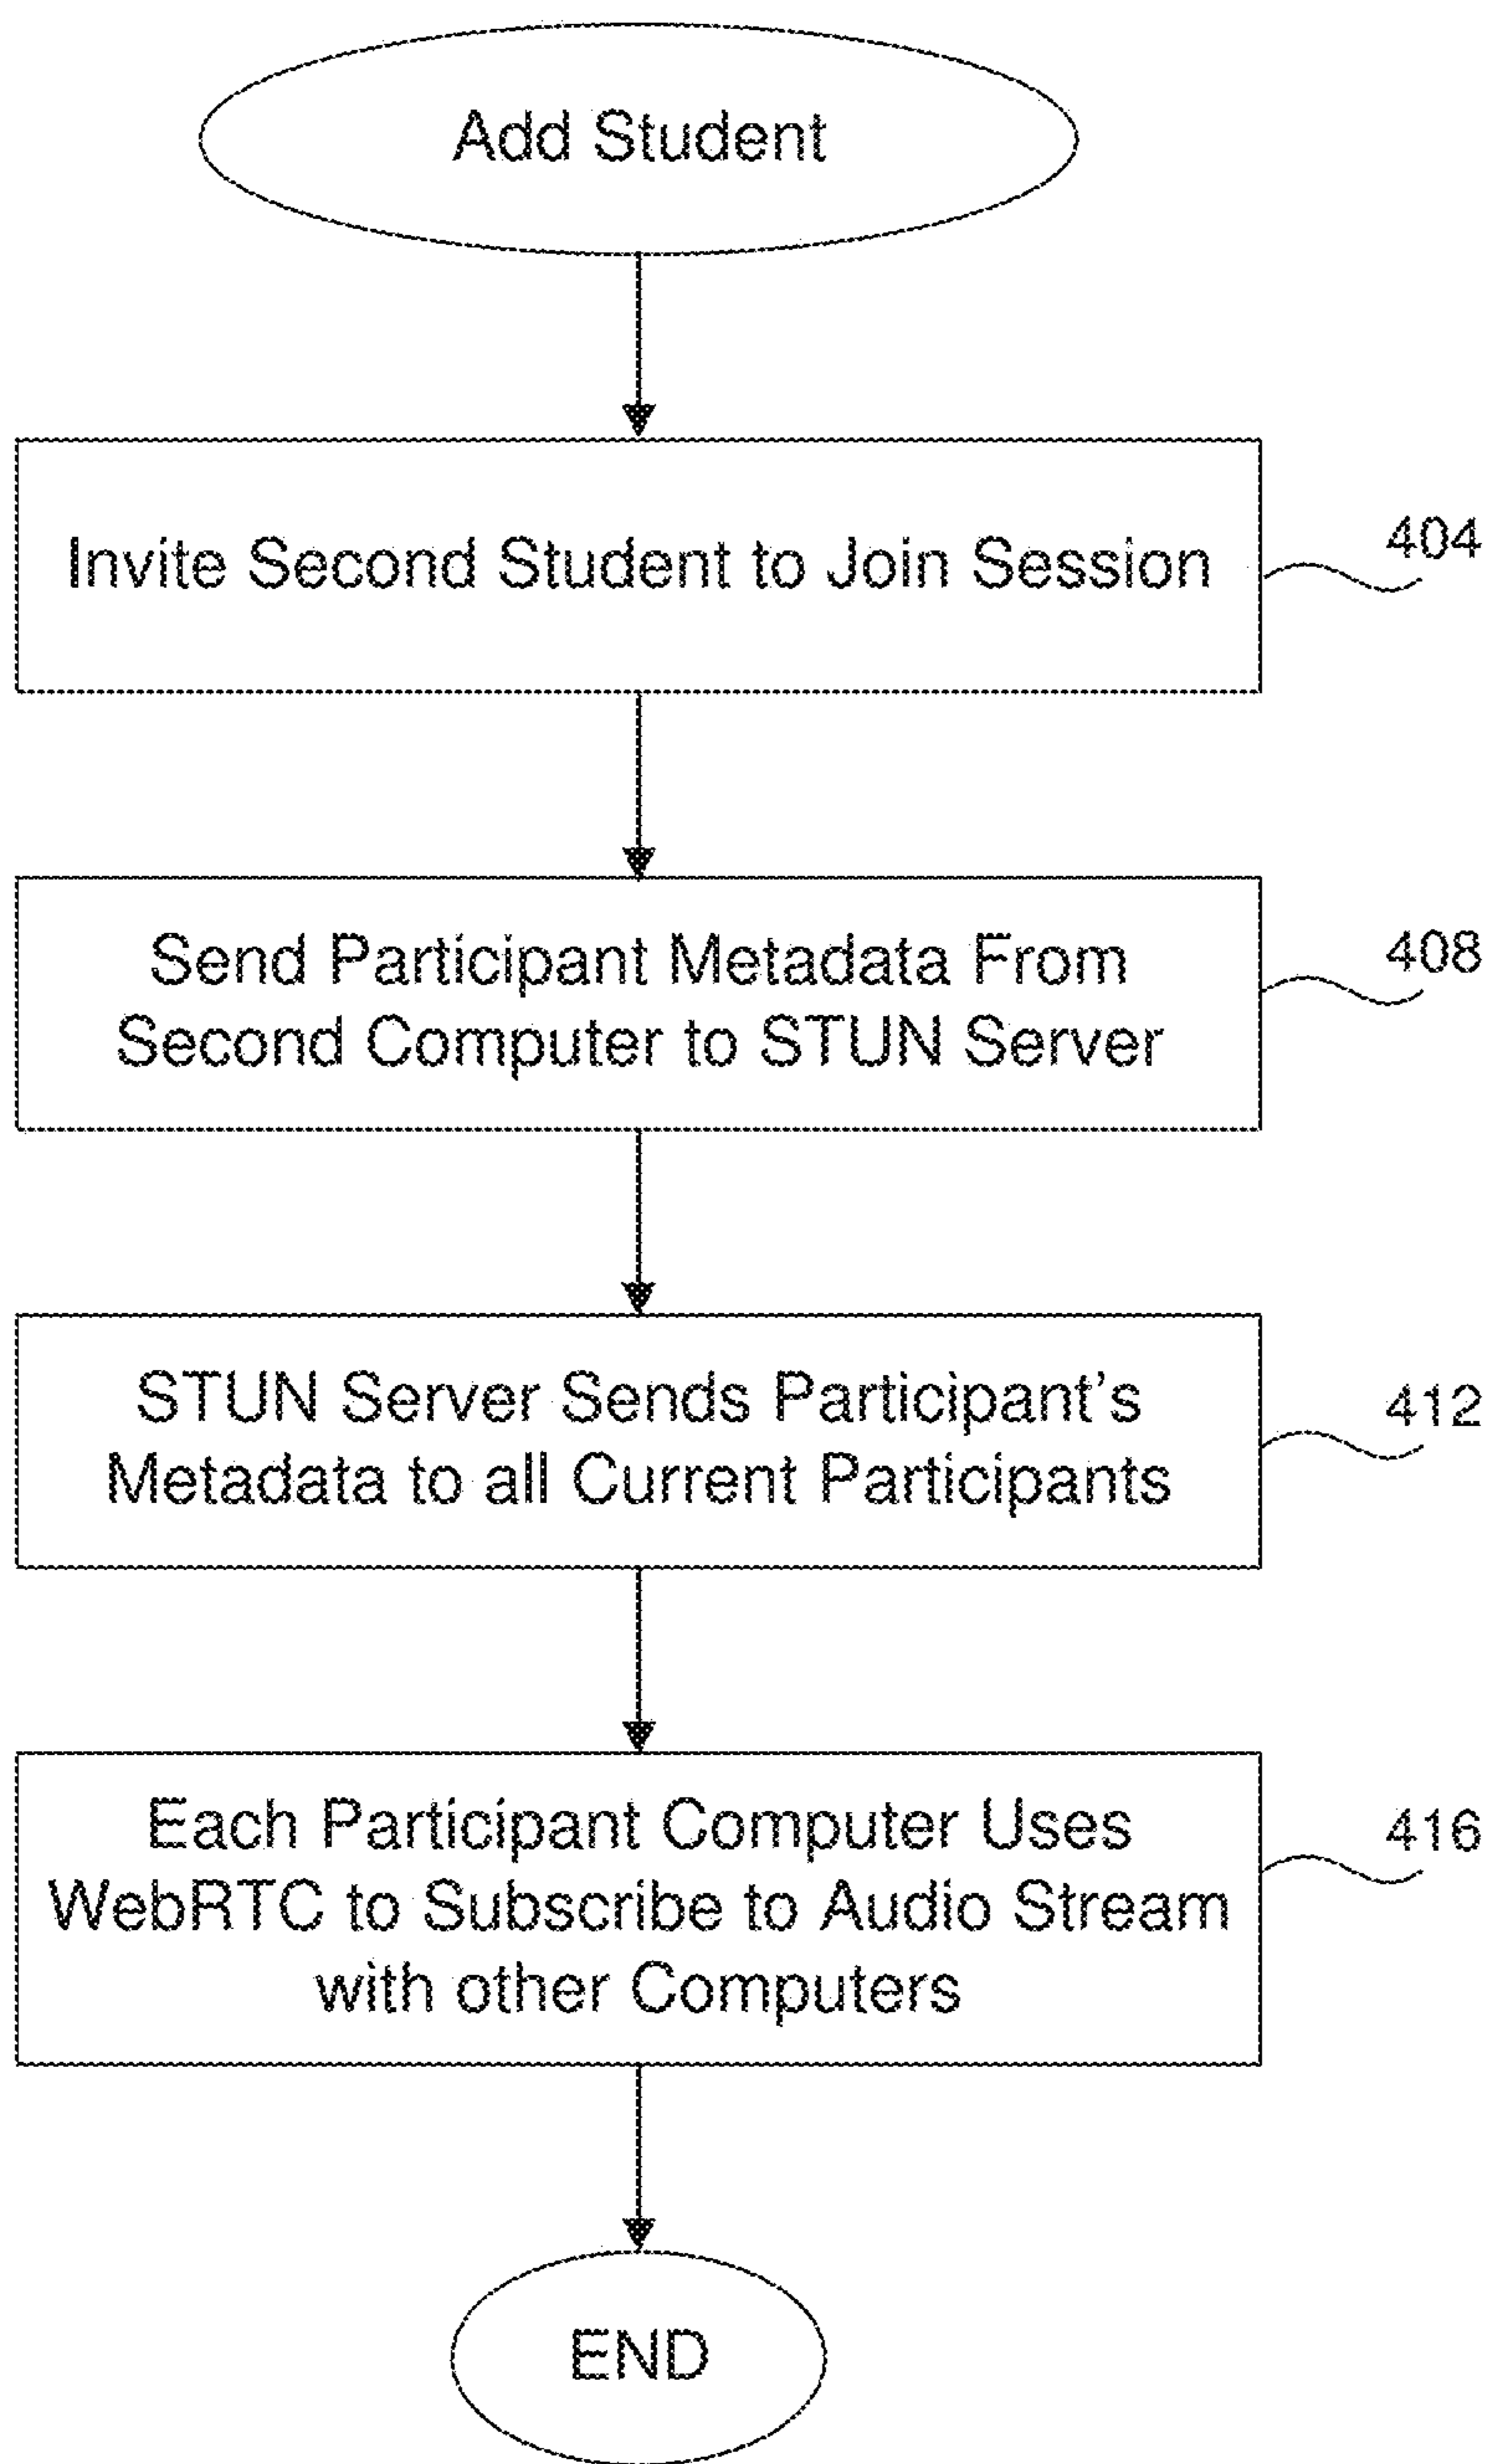 Add Student
Invite Second Student to Join Session
404
Send Participant Metadata From
Second Computer to STUN Server
408
STUN Server Sends Participant's
Metadata to all Current Participants
412
Each Participant Computer Uses
WebRTC to Subscribe to Audio Stream
with other Computers
416
END